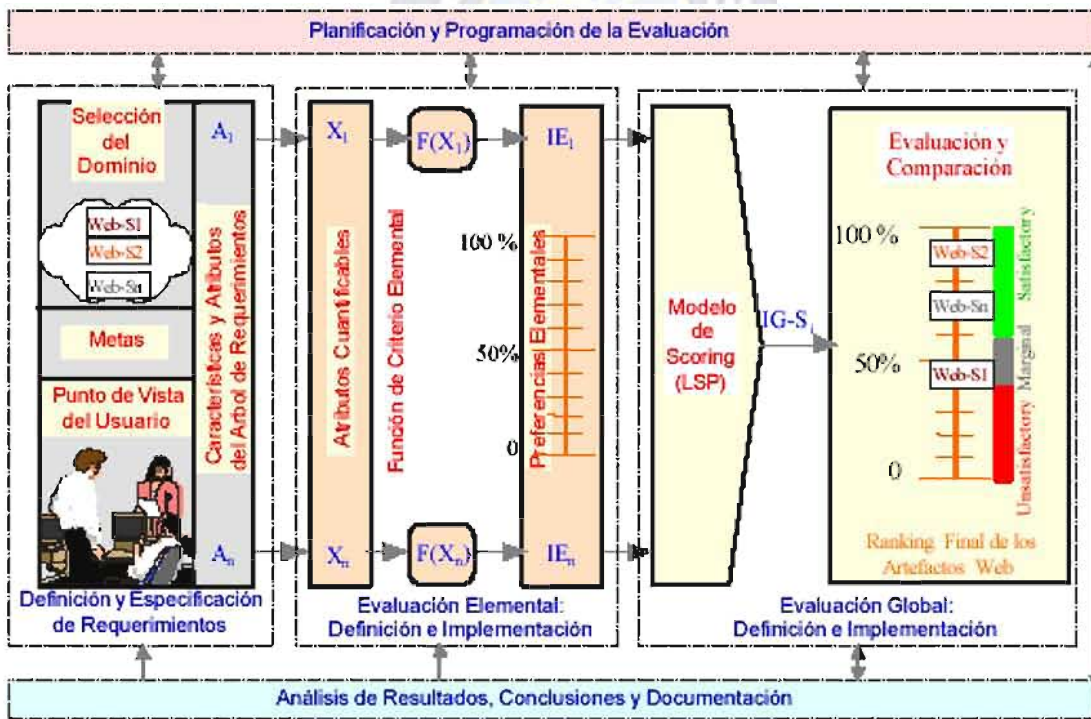 Planificación y Programación de la Evaluación
Selección
del
Dominio
Web-S1
Web-S2
Web-Sn
Metas
Punto de Vista
del Usuario
A1
Características y Atributos
del Arbol de Requerimientos
An
Definición y Especificación
de Requerimientos
X1
Atributos Cuantificables
Xn
F(X1)
Función de Criterio Elemental
F(Xn)
IE1
100 %
50%
0
Preferencias Elementales
IEn
Evaluación Elemental:
Definición e Implementación
Modelo
de
Scoring
(LSP)
IG-S
Evaluación y
Comparación
100 %
50%
0
Web-S2
Web-Sn
Web-S1
Unsatisfactory Marginal Satisfactory
Ranking Final de los
Artefactos Web
Evaluación Global:
Definición e Implementación
Análisis de Resultados, Conclusiones y Documentación